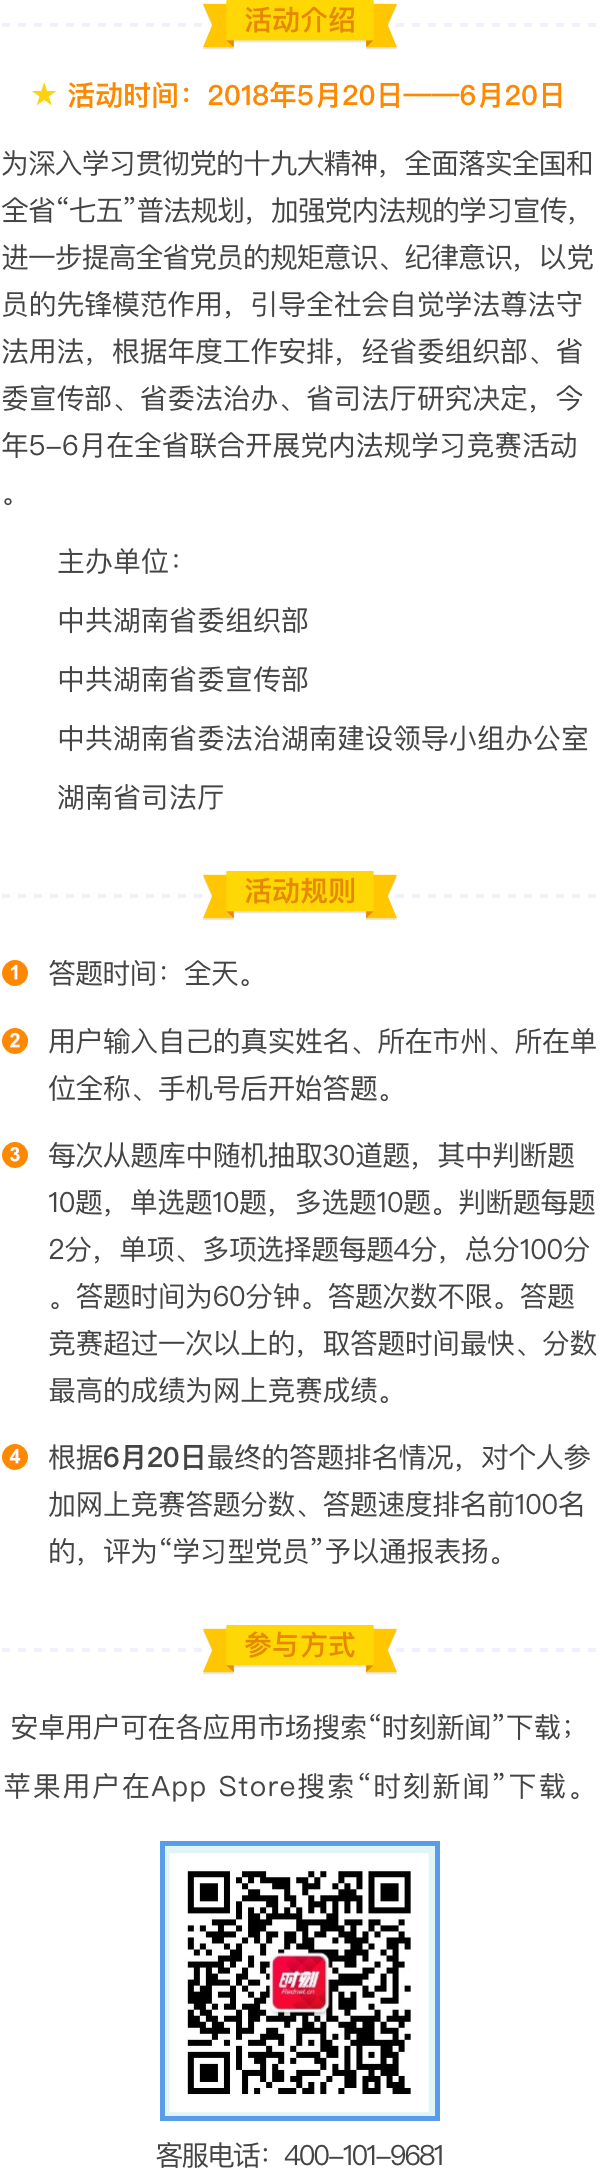 活动介绍
★ 活动时间：2018年5月20日——6月20日
为深入学习贯彻党的十九大精神，全面落实全国和
全省“七五”普法规划，加强党内法规的学习宣传，
进一步提高全省党员的规矩意识、纪律意识，以党
员的先锋模范作用，引导全社会自觉学法尊法守
法用法，根据年度工作安排，经省委组织部、省
委宣传部、省委法治办、省司法厅研究决定，今
年5-6月在全省联合开展党内法规学习竞赛活动
。
主办单位：
中共湖南省委组织部
中共湖南省委宣传部
中共湖南省委法治湖南建设领导小组办公室
湖南省司法厅
活动规则
1 答题时间：全天。
2 用户输入自己的真实姓名、所在市州、所在单
位全称、手机号后开始答题。
3 每次从题库中随机抽取30道题，其中判断题
10题，单选题10题，多选题10题。判断题每题
2分，单项、多项选择题每题4分，总分100分
。答题时间为60分钟。答题次数不限。答题
竞赛超过一次以上的，取答题时间最快、分数
最高的成绩为网上竞赛成绩。
4 根据6月20日最终的答题排名情况，对个人参
加网上竞赛答题分数、答题速度排名前100名
的，评为“学习型党员”予以通报表扬。
参与方式
安卓用户可在各应用市场搜索“时刻新闻”下载；
苹果用户在App Store搜索“时刻新闻”下载。
时刻
Rednet.cn
客服电话：400-101-9681